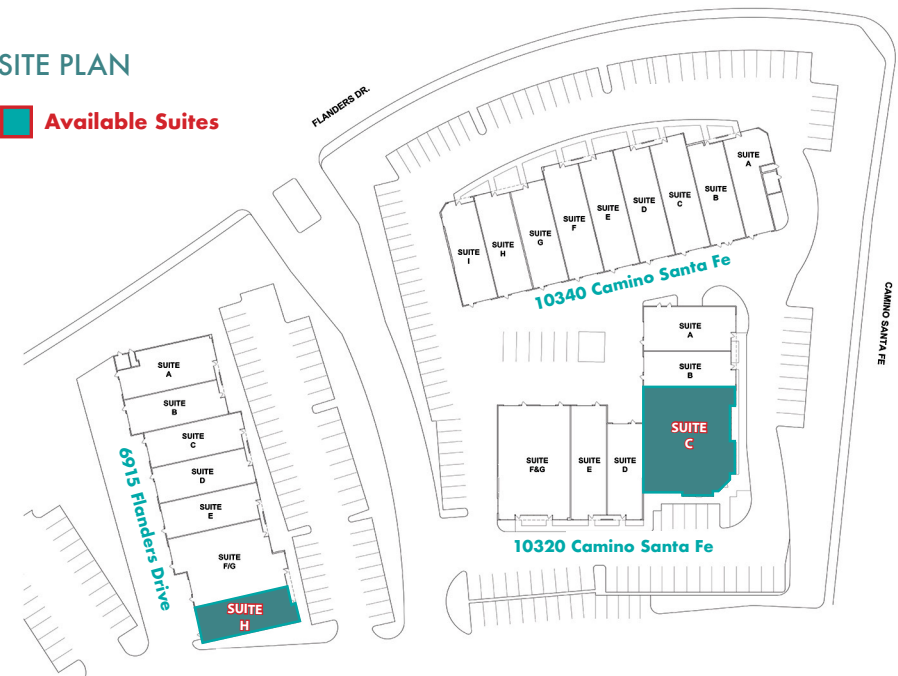 SITE PLAN
Available Suites
FLANDERS DR.
CAMINO SANTA FE
SUITE
A
SUITE
B
SUITE
C
SUITE
D
SUITE
E
SUITE
F
SUITE
G
SUITE
H
SUITE
I
10340 Camino Santa Fe
SUITE
A
SUITE
B
SUITE
C
SUITE
D
SUITE
E
SUITE
F&G
10320 Camino Santa Fe
SUITE
A
SUITE
B
SUITE
C
SUITE
D
SUITE
E
SUITE
F/G
SUITE
H
6915 Flanders Drive